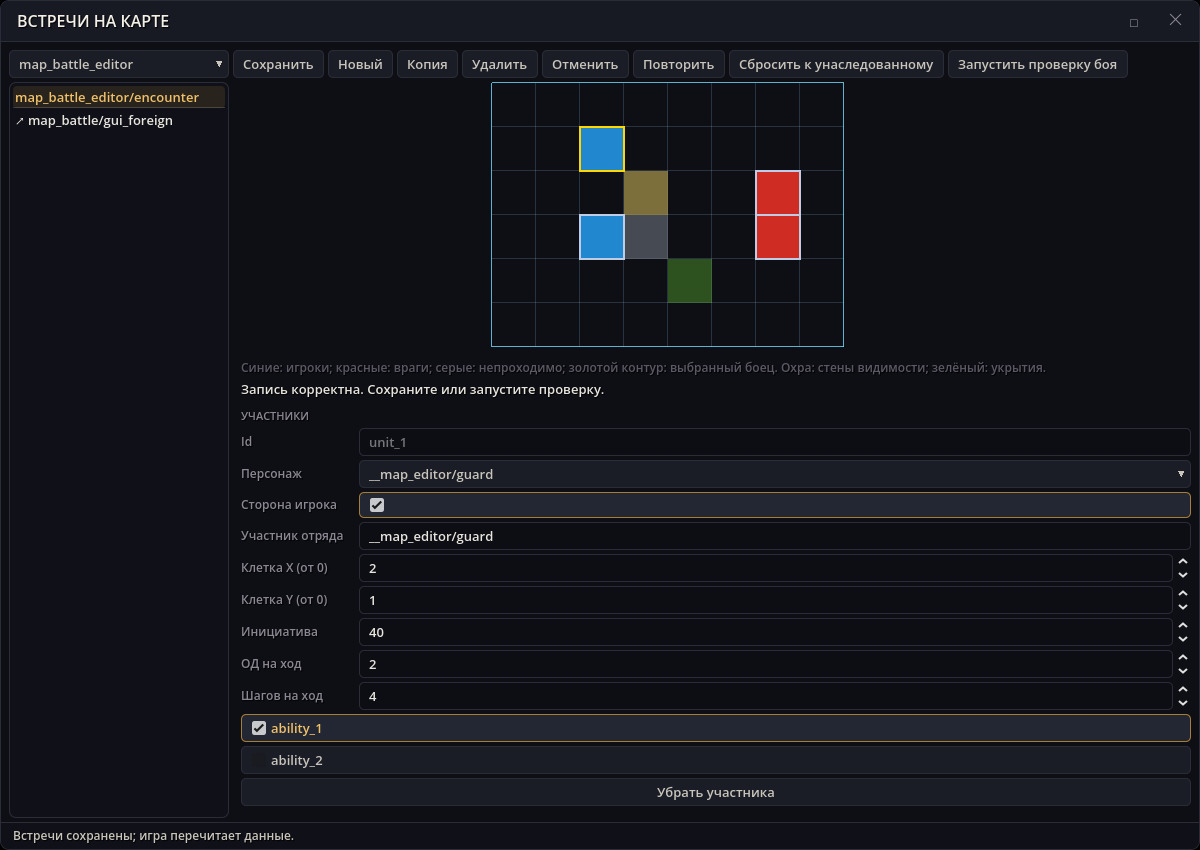 ВСТРЕЧИ НА КАРТЕ
map_battle_editor
Сохранить
Новый
Копия
Удалить
Отменить
Повторить
Сбросить к унаследованному
Запустить проверку боя
map_battle_editor/encounter
↗ map_battle/gui_foreign
Синие: игроки; красные: враги; серые: непроходимо; золотой контур: выбранный боец. Охра: стены видимости; зелёный: укрытия.
Запись корректна. Сохраните или запустите проверку.
УЧАСТНИКИ
Id
unit_1
Персонаж
__map_editor/guard
Сторона игрока
Участник отряда
__map_editor/guard
Клетка X (от 0)
2
Клетка Y (от 0)
1
Инициатива
40
ОД на ход
2
Шагов на ход
4
ability_1
ability_2
Убрать участника
Встречи сохранены; игра перечитает данные.